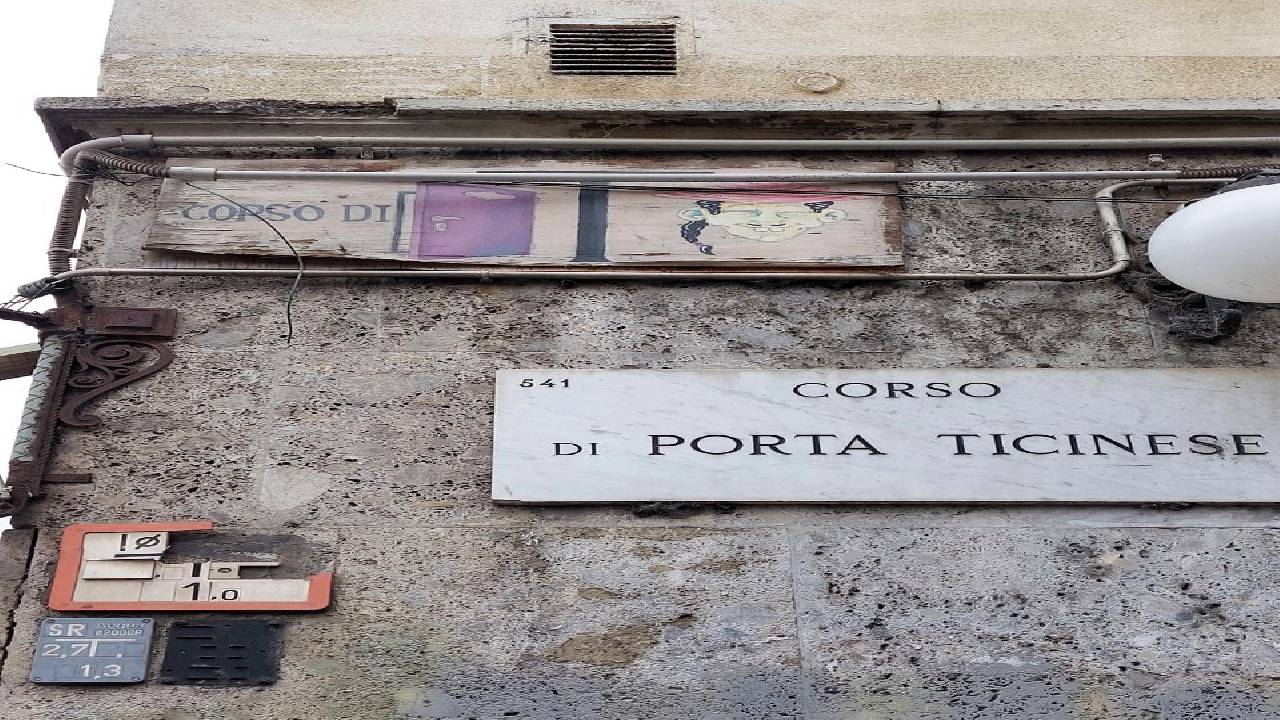 CORSO DI
541
CORSO
DI PORTA TICINESE
!Ø
1,0
SR
2,7
1,3